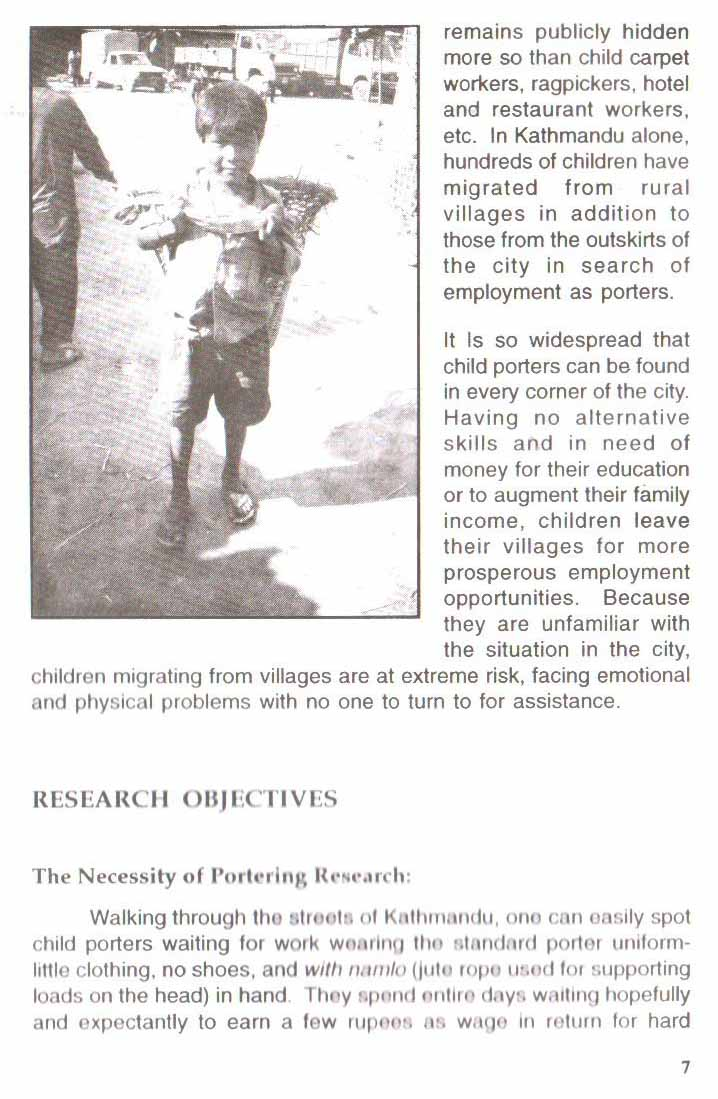 remains publicly hidden
more so than child carpet
workers, ragpickers, hotel
and restaurant workers,
etc. In Kathmandu alone,
hundreds of children have
migrated from rural
villages in addition to
those from the outskirts of
the city in search of
employment as porters.
It Is so widespread that
child porters can be found
in every corner of the city.
Having no alternative
skills and in need of
money for their education
or to augment their family
income, children leave
their villages for more
prosperous employment
opportunities. Because
they are unfamiliar with
the situation in the city,
children migrating from villages are at extreme risk, facing emotional
and physical problems with no one to turn to for assistance.
RESEARCH OBJECTIVES
The Necessity of Portering Research:
Walking through the streets of Kathmandu, one can easily spot
child porters waiting for work wearing the standard porter uniform-
little clothing, no shoes, and with namlo (jute rope used for supporting
loads on the head) in hand. They spend entire days waiting hopefully
and expectantly to earn a few rupees as wage in return for hard
7